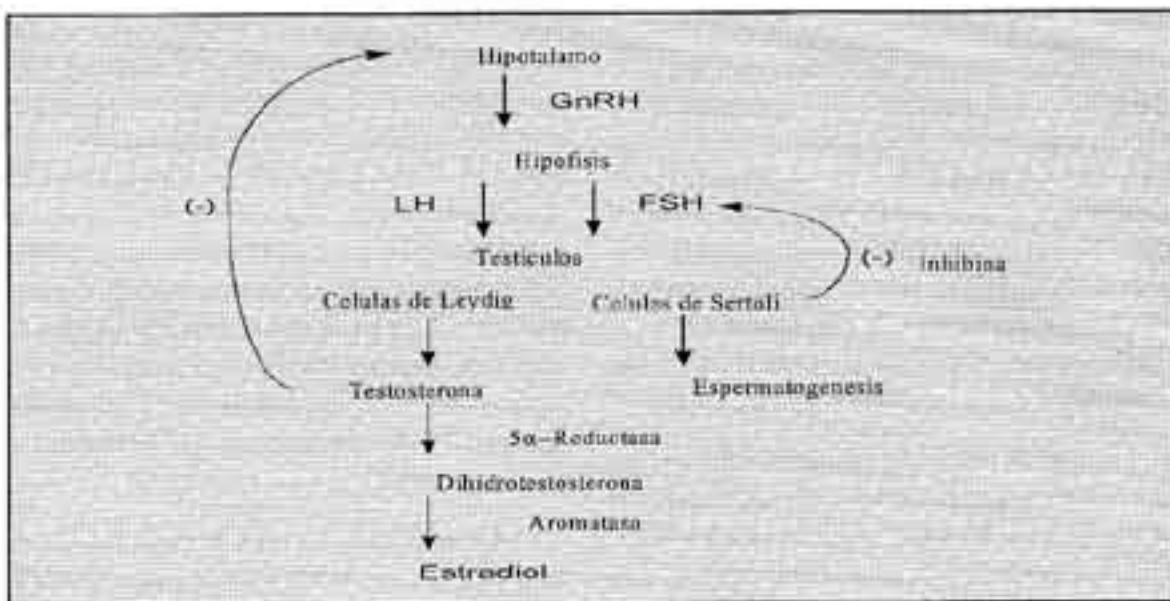 Hipotalamo
GnRH
Hipofisis
(-) LH FSH
Testiculos (-) inhibina
Celulas de Leydig Celulas de Sertoli
Testosterona Espermatogenesis
5α-Reductasa
Dihidrotestosterona
Aromatasa
Estradiol